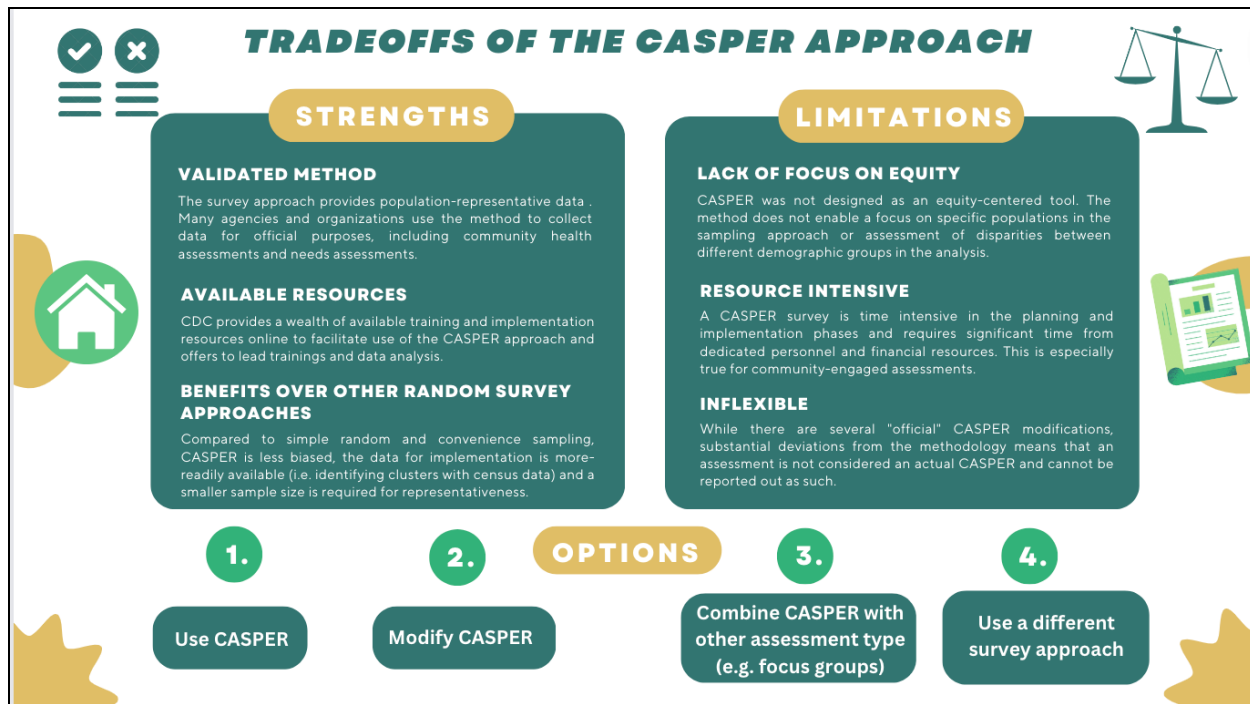 TRADEOFFS OF THE CASPER APPROACH
STRENGTHS
VALIDATED METHOD
The survey approach provides population-representative data .
Many agencies and organizations use the method to collect
data for official purposes, including community health
assessments and needs assessments.
AVAILABLE RESOURCES
CDC provides a wealth of available training and implementation
resources online to facilitate use of the CASPER approach and
offers to lead trainings and data analysis.
BENEFITS OVER OTHER RANDOM SURVEY
APPROACHES
Compared to simple random and convenience sampling,
CASPER is less biased, the data for implementation is more-
readily available (i.e. identifying clusters with census data) and a
smaller sample size is required for representativeness.
LIMITATIONS
LACK OF FOCUS ON EQUITY
CASPER was not designed as an equity-centered tool. The
method does not enable a focus on specific populations in the
sampling approach or assessment of disparities between
different demographic groups in the analysis.
RESOURCE INTENSIVE
A CASPER survey is time intensive in the planning and
implementation phases and requires significant time from
dedicated personnel and financial resources. This is especially
true for community-engaged assessments.
INFLEXIBLE
While there are several "official" CASPER modifications,
substantial deviations from the methodology means that an
assessment is not considered an actual CASPER and cannot be
reported out as such.
OPTIONS
1.
Use CASPER
2.
Modify CASPER
3.
Combine CASPER with
other assessment type
(e.g. focus groups)
4.
Use a different
survey approach